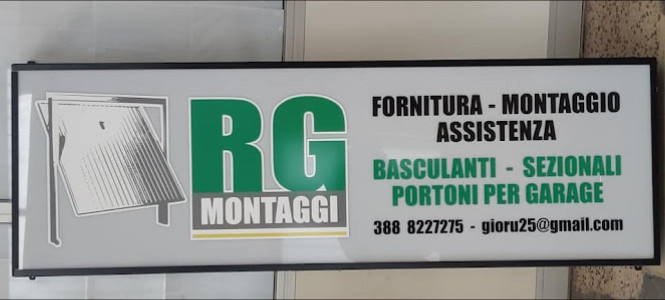 RG
MONTAGGI
FORNITURA - MONTAGGIO
ASSISTENZA
BASCULANTI - SEZIONALI
PORTONI PER GARAGE
388 8227275 - gioru25@gmail.com